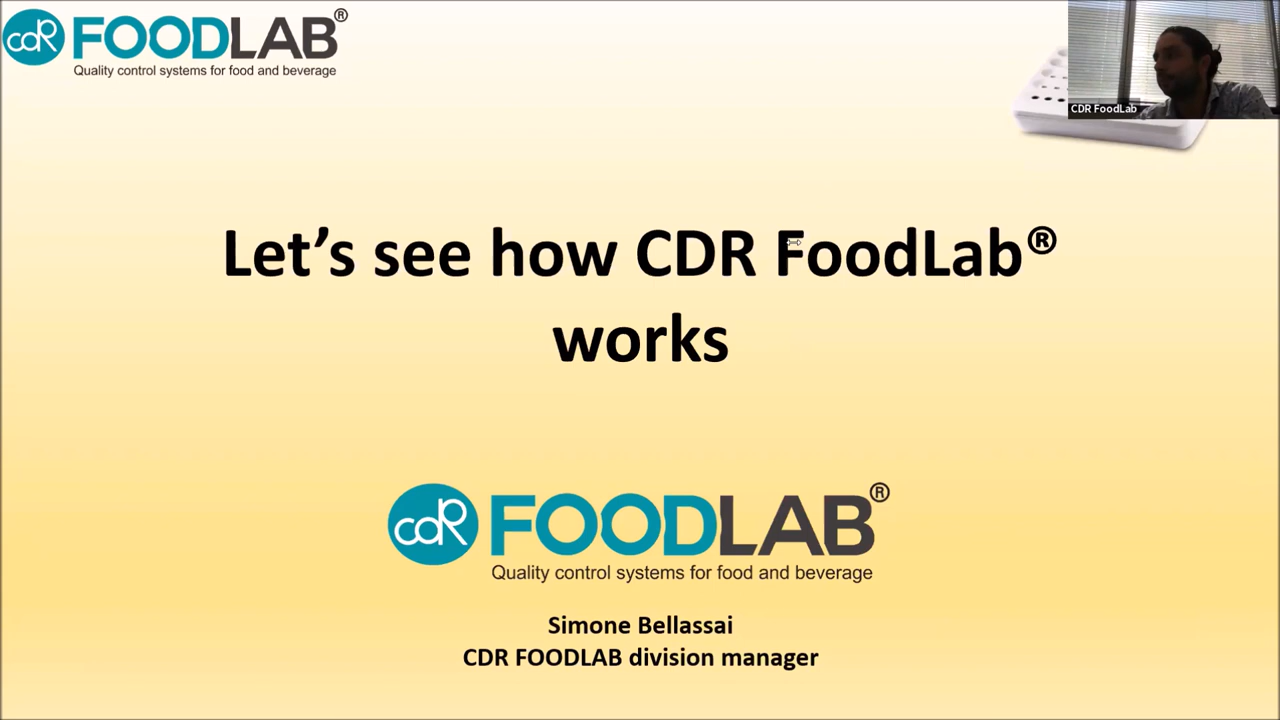 cdR FOODLAB®
Quality control systems for food and beverage
CDR FoodLab
Let’s see how CDR FoodLab®
works
cdR FOODLAB®
Quality control systems for food and beverage
Simone Bellassai
CDR FOODLAB division manager